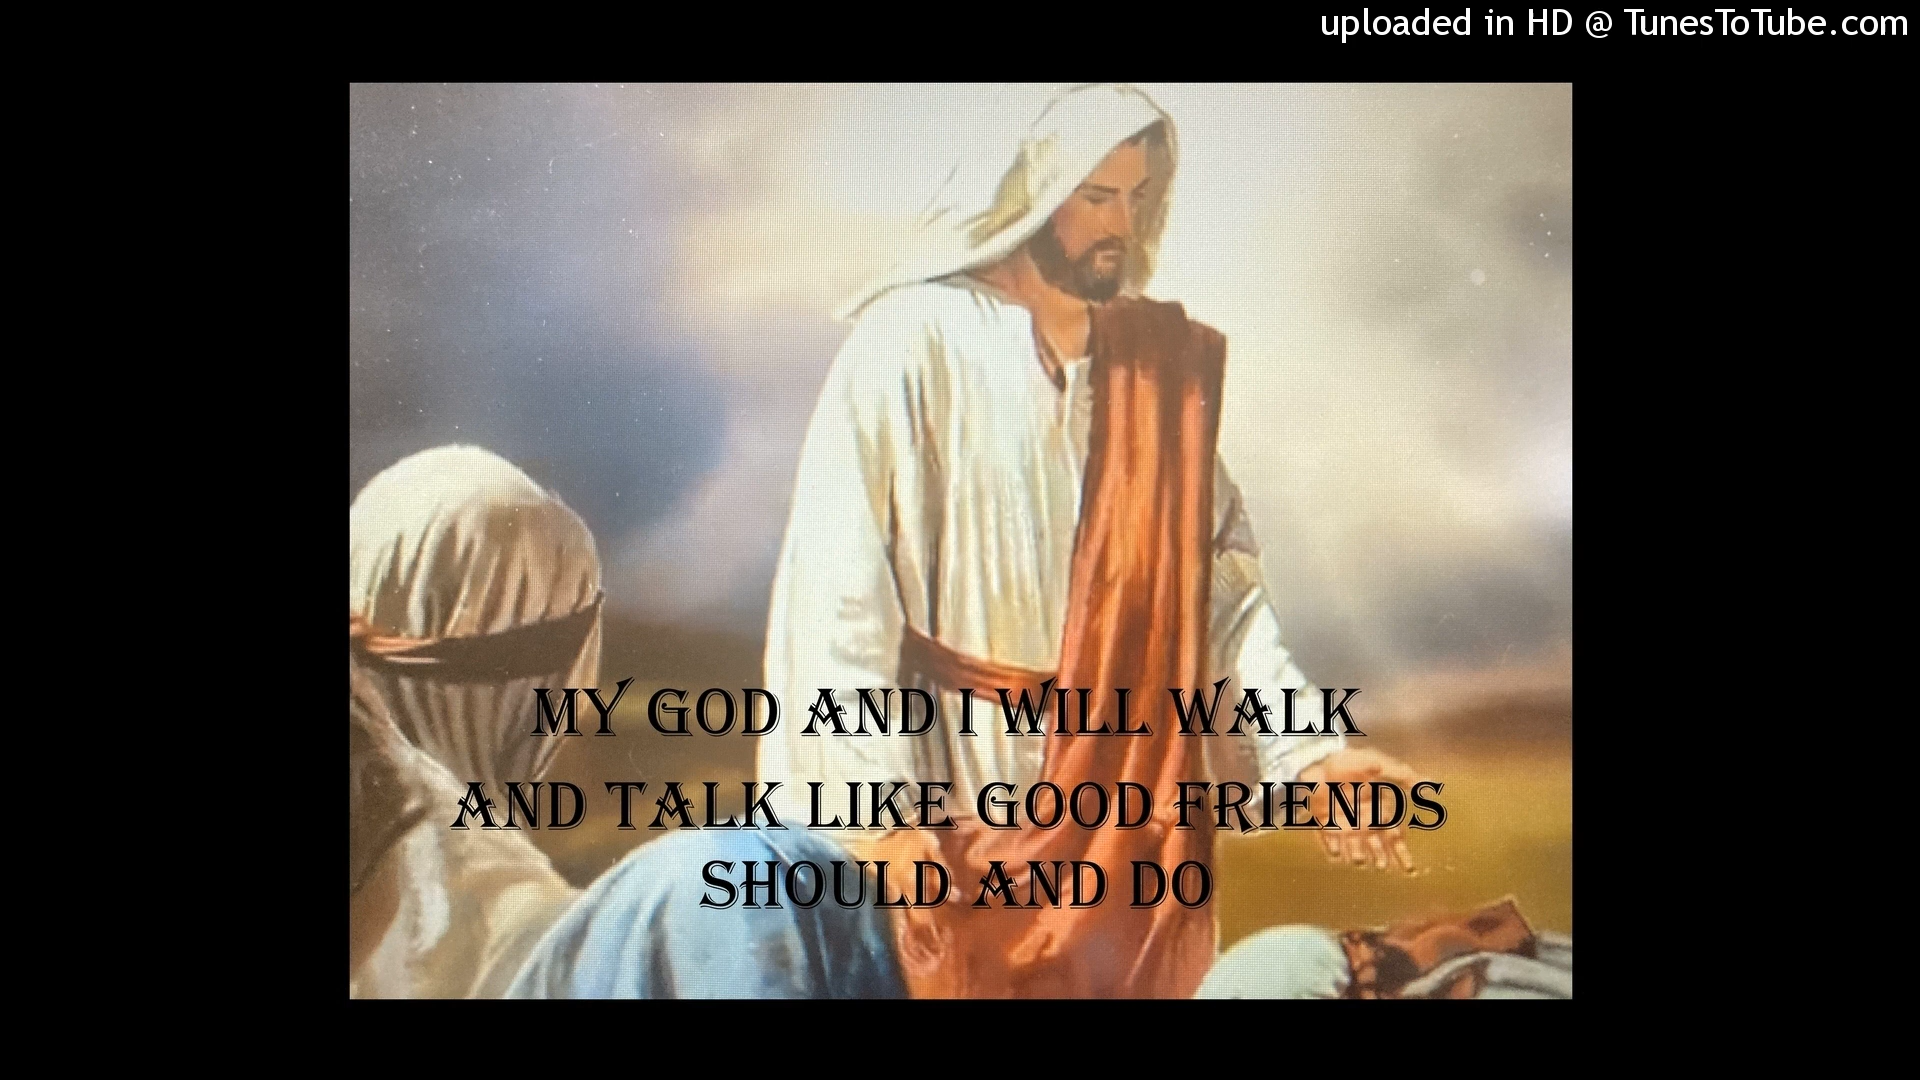 uploaded in HD @ TunesToTube.com
MY GOD AND I WILL WALK
AND TALK LIKE GOOD FRIENDS
SHOULD AND DO